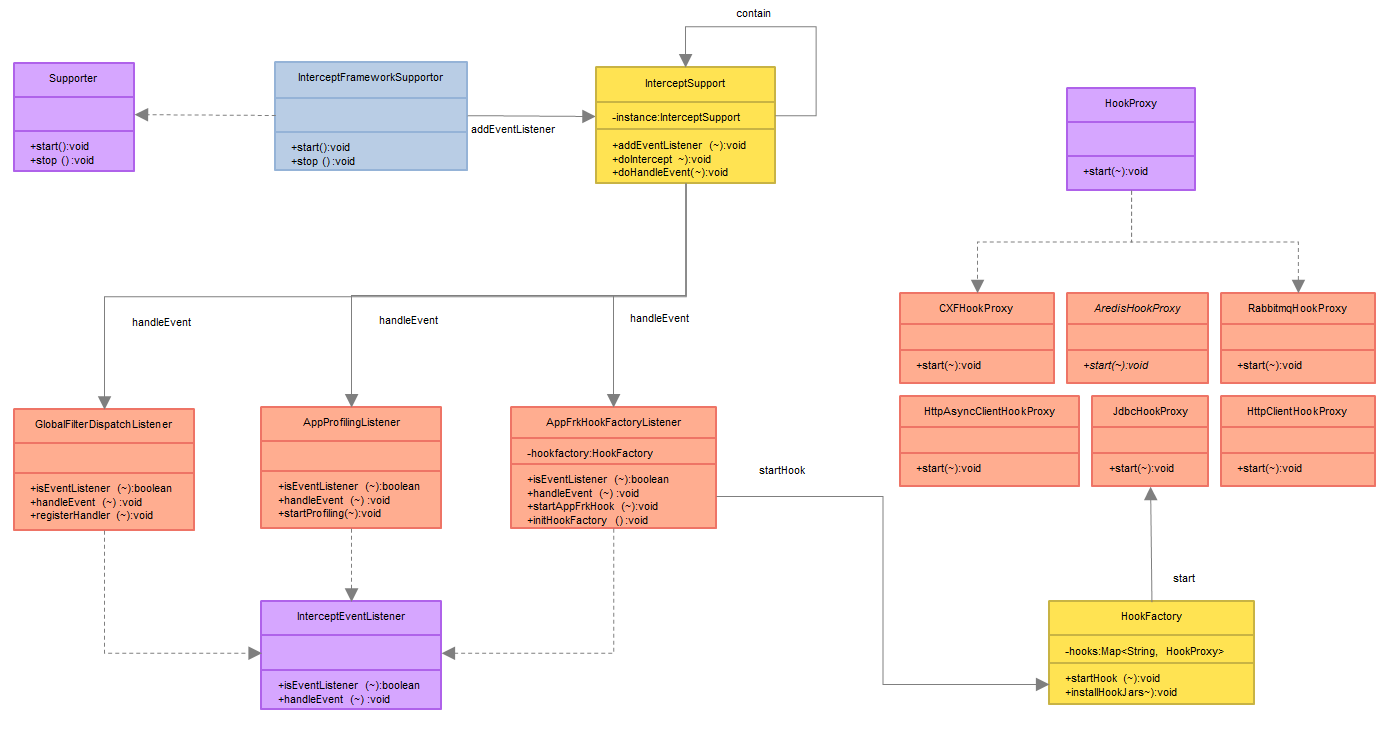 contain
Supporter
+start():void
+stop ():void
InterceptFrameworkSupportor
+start():void
+stop ():void
addEventListener
InterceptSupport
-instance:InterceptSupport
+addEventListener (~):void
+doIntercept ~):void
+doHandleEvent(~):void
HookProxy
+start(~):void
handleEvent
handleEvent
handleEvent
CXFHookProxy
+start(~):void
AredisHookProxy
+start(~):void
RabbitmqHookProxy
+start(~):void
HttpAsyncClientHookProxy
+start(~):void
JdbcHookProxy
+start(~):void
HttpClientHookProxy
+start(~):void
GlobalFilterDispatchListener
+isEventListener (~):boolean
+handleEvent (~) :void
+registerHandler (~):void
AppProfilingListener
+isEventListener (~):boolean
+handleEvent (~) :void
+startProfiling(~):void
AppFrkHookFactoryListener
-hookfactory:HookFactory
+isEventListener (~):boolean
+handleEvent (~) :void
+startAppFrkHook (~):void
+initHookFactory ():void
startHook
start
InterceptEventListener
+isEventListener (~):boolean
+handleEvent (~) :void
HookFactory
-hooks:Map<String, HookProxy>
+startHook (~):void
+installHookJars~):void